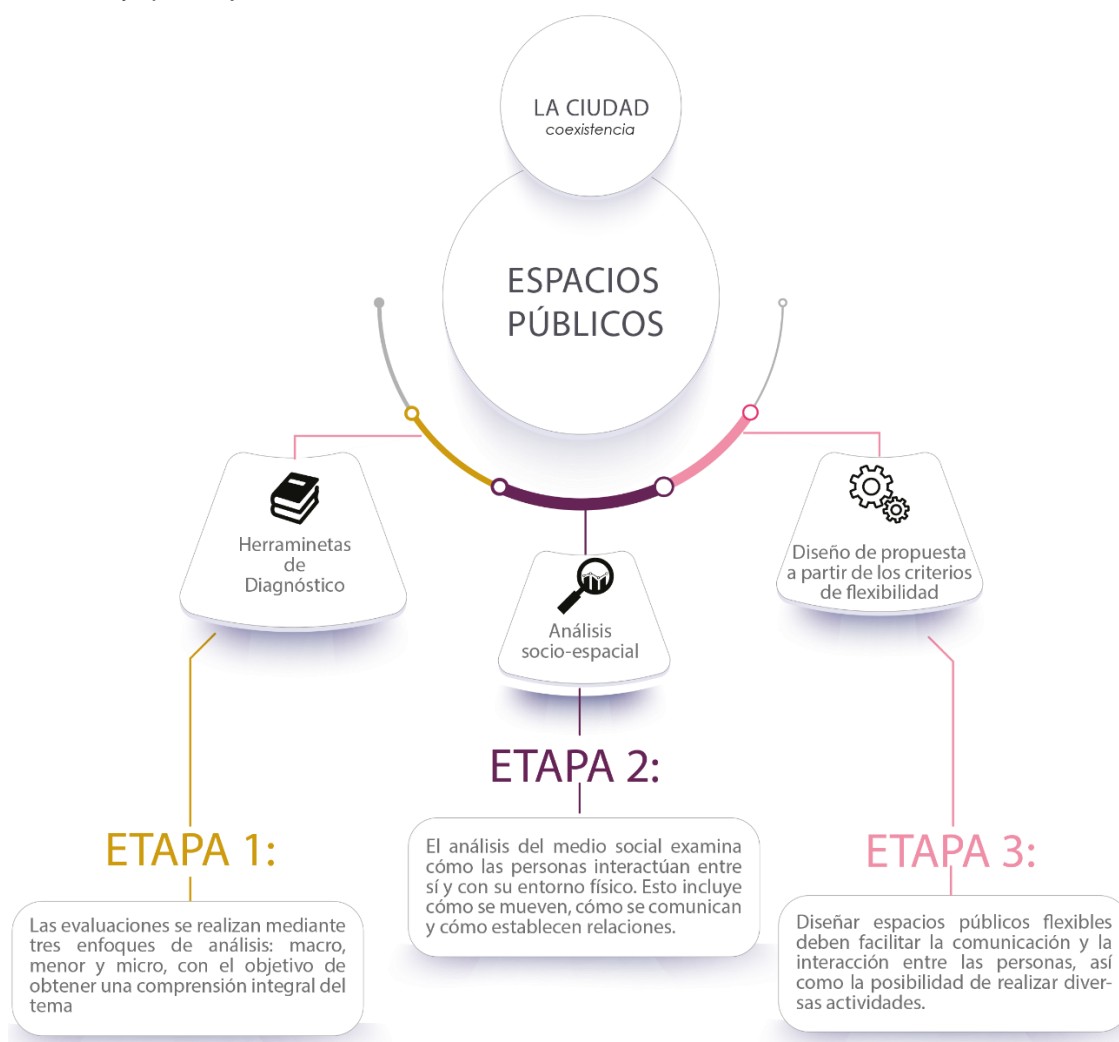 LA CIUDAD
coexistencia
ESPACIOS
PÚBLICOS
Herraminetas
de
Diagnóstico
Análisis
socio-espacial
Diseño de propuesta
a partir de los criterios
de flexibilidad
ETAPA 1:
Las evaluaciones se realizan mediante
tres enfoques de análisis: macro,
menor y micro, con el objetivo de
obtener una comprensión integral del
tema
ETAPA 2:
El análisis del medio social examina
cómo las personas interactúan entre
sí y con su entorno físico. Esto incluye
cómo se mueven, cómo se comunican
y cómo establecen relaciones.
ETAPA 3:
Diseñar espacios públicos flexibles
deben facilitar la comunicación y la
interacción entre las personas, así
como la posibilidad de realizar diver-
sas actividades.